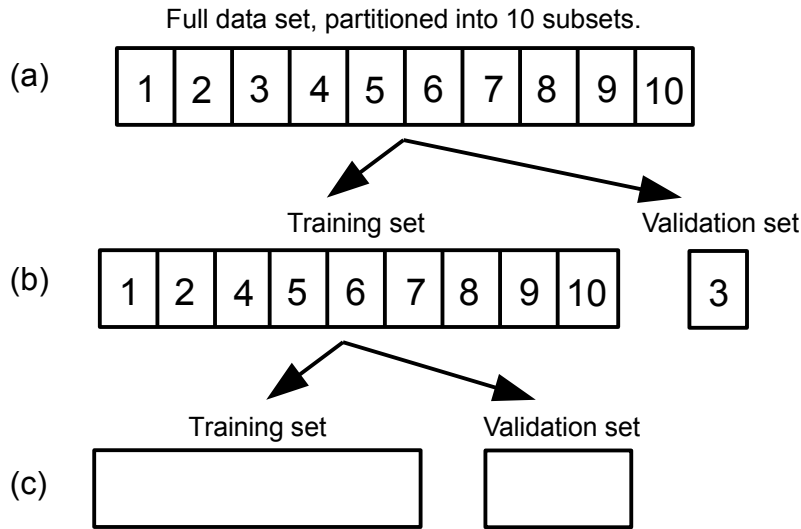 Full data set, partitioned into 10 subsets.
(a)
1 2 3 4 5 6 7 8 9 10
Training set
Validation set
(b)
1 2 4 5 6 7 8 9 10
3
Training set
Validation set
(c)